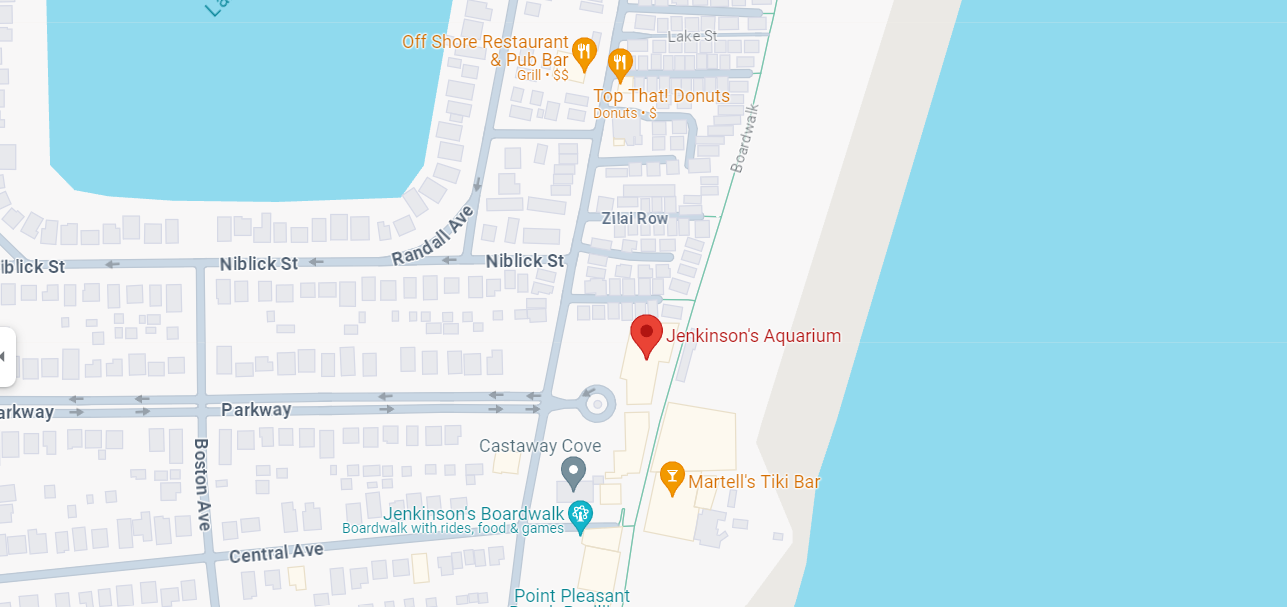 La
Lake St
Off Shore Restaurant
& Pub Bar
Grill • $$
Top That! Donuts
Donuts • $
Boardwalk
Zilai Row
Randall Ave
iblick St
Niblick St
Niblick St
Jenkinson's Aquarium
arkway
Parkway
Castaway Cove
Boston Ave
Martell's Tiki Bar
Jenkinson's Boardwalk
Boardwalk with rides, food & games
Central Ave
Point Pleasant